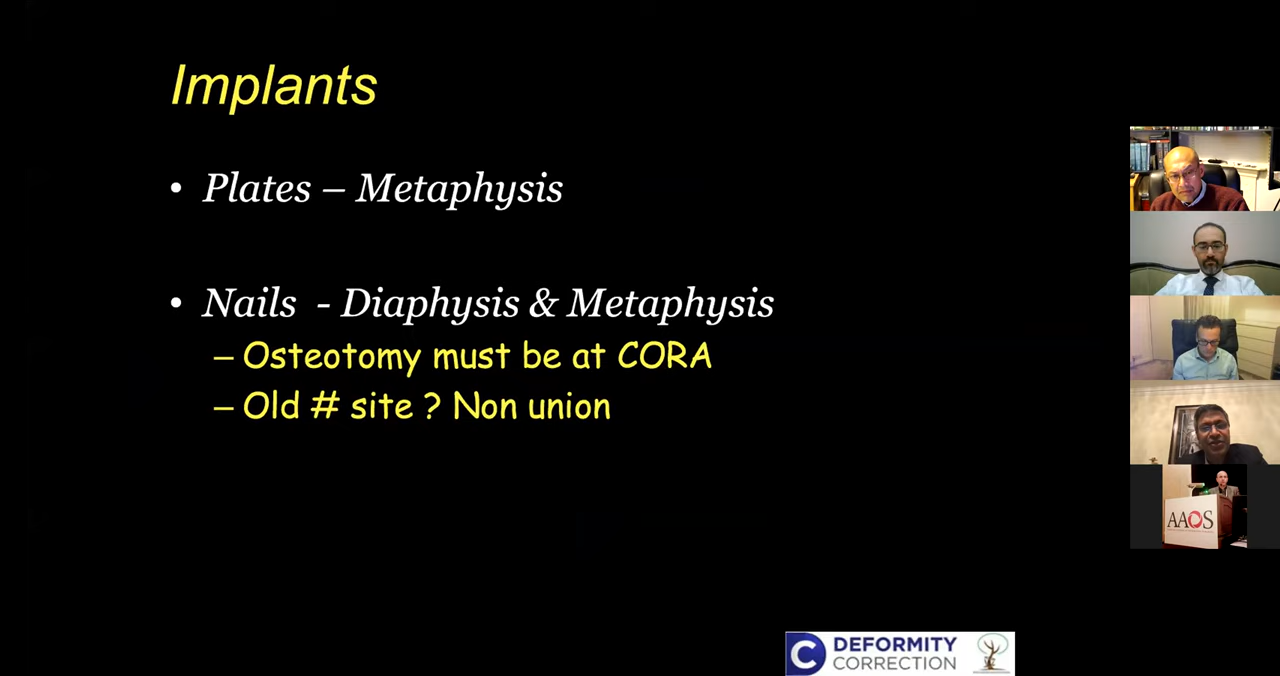 Implants
• Plates – Metaphysis
• Nails - Diaphysis & Metaphysis
– Osteotomy must be at CORA
– Old # site ? Non union
AAOS
C DEFORMITY
CORRECTION